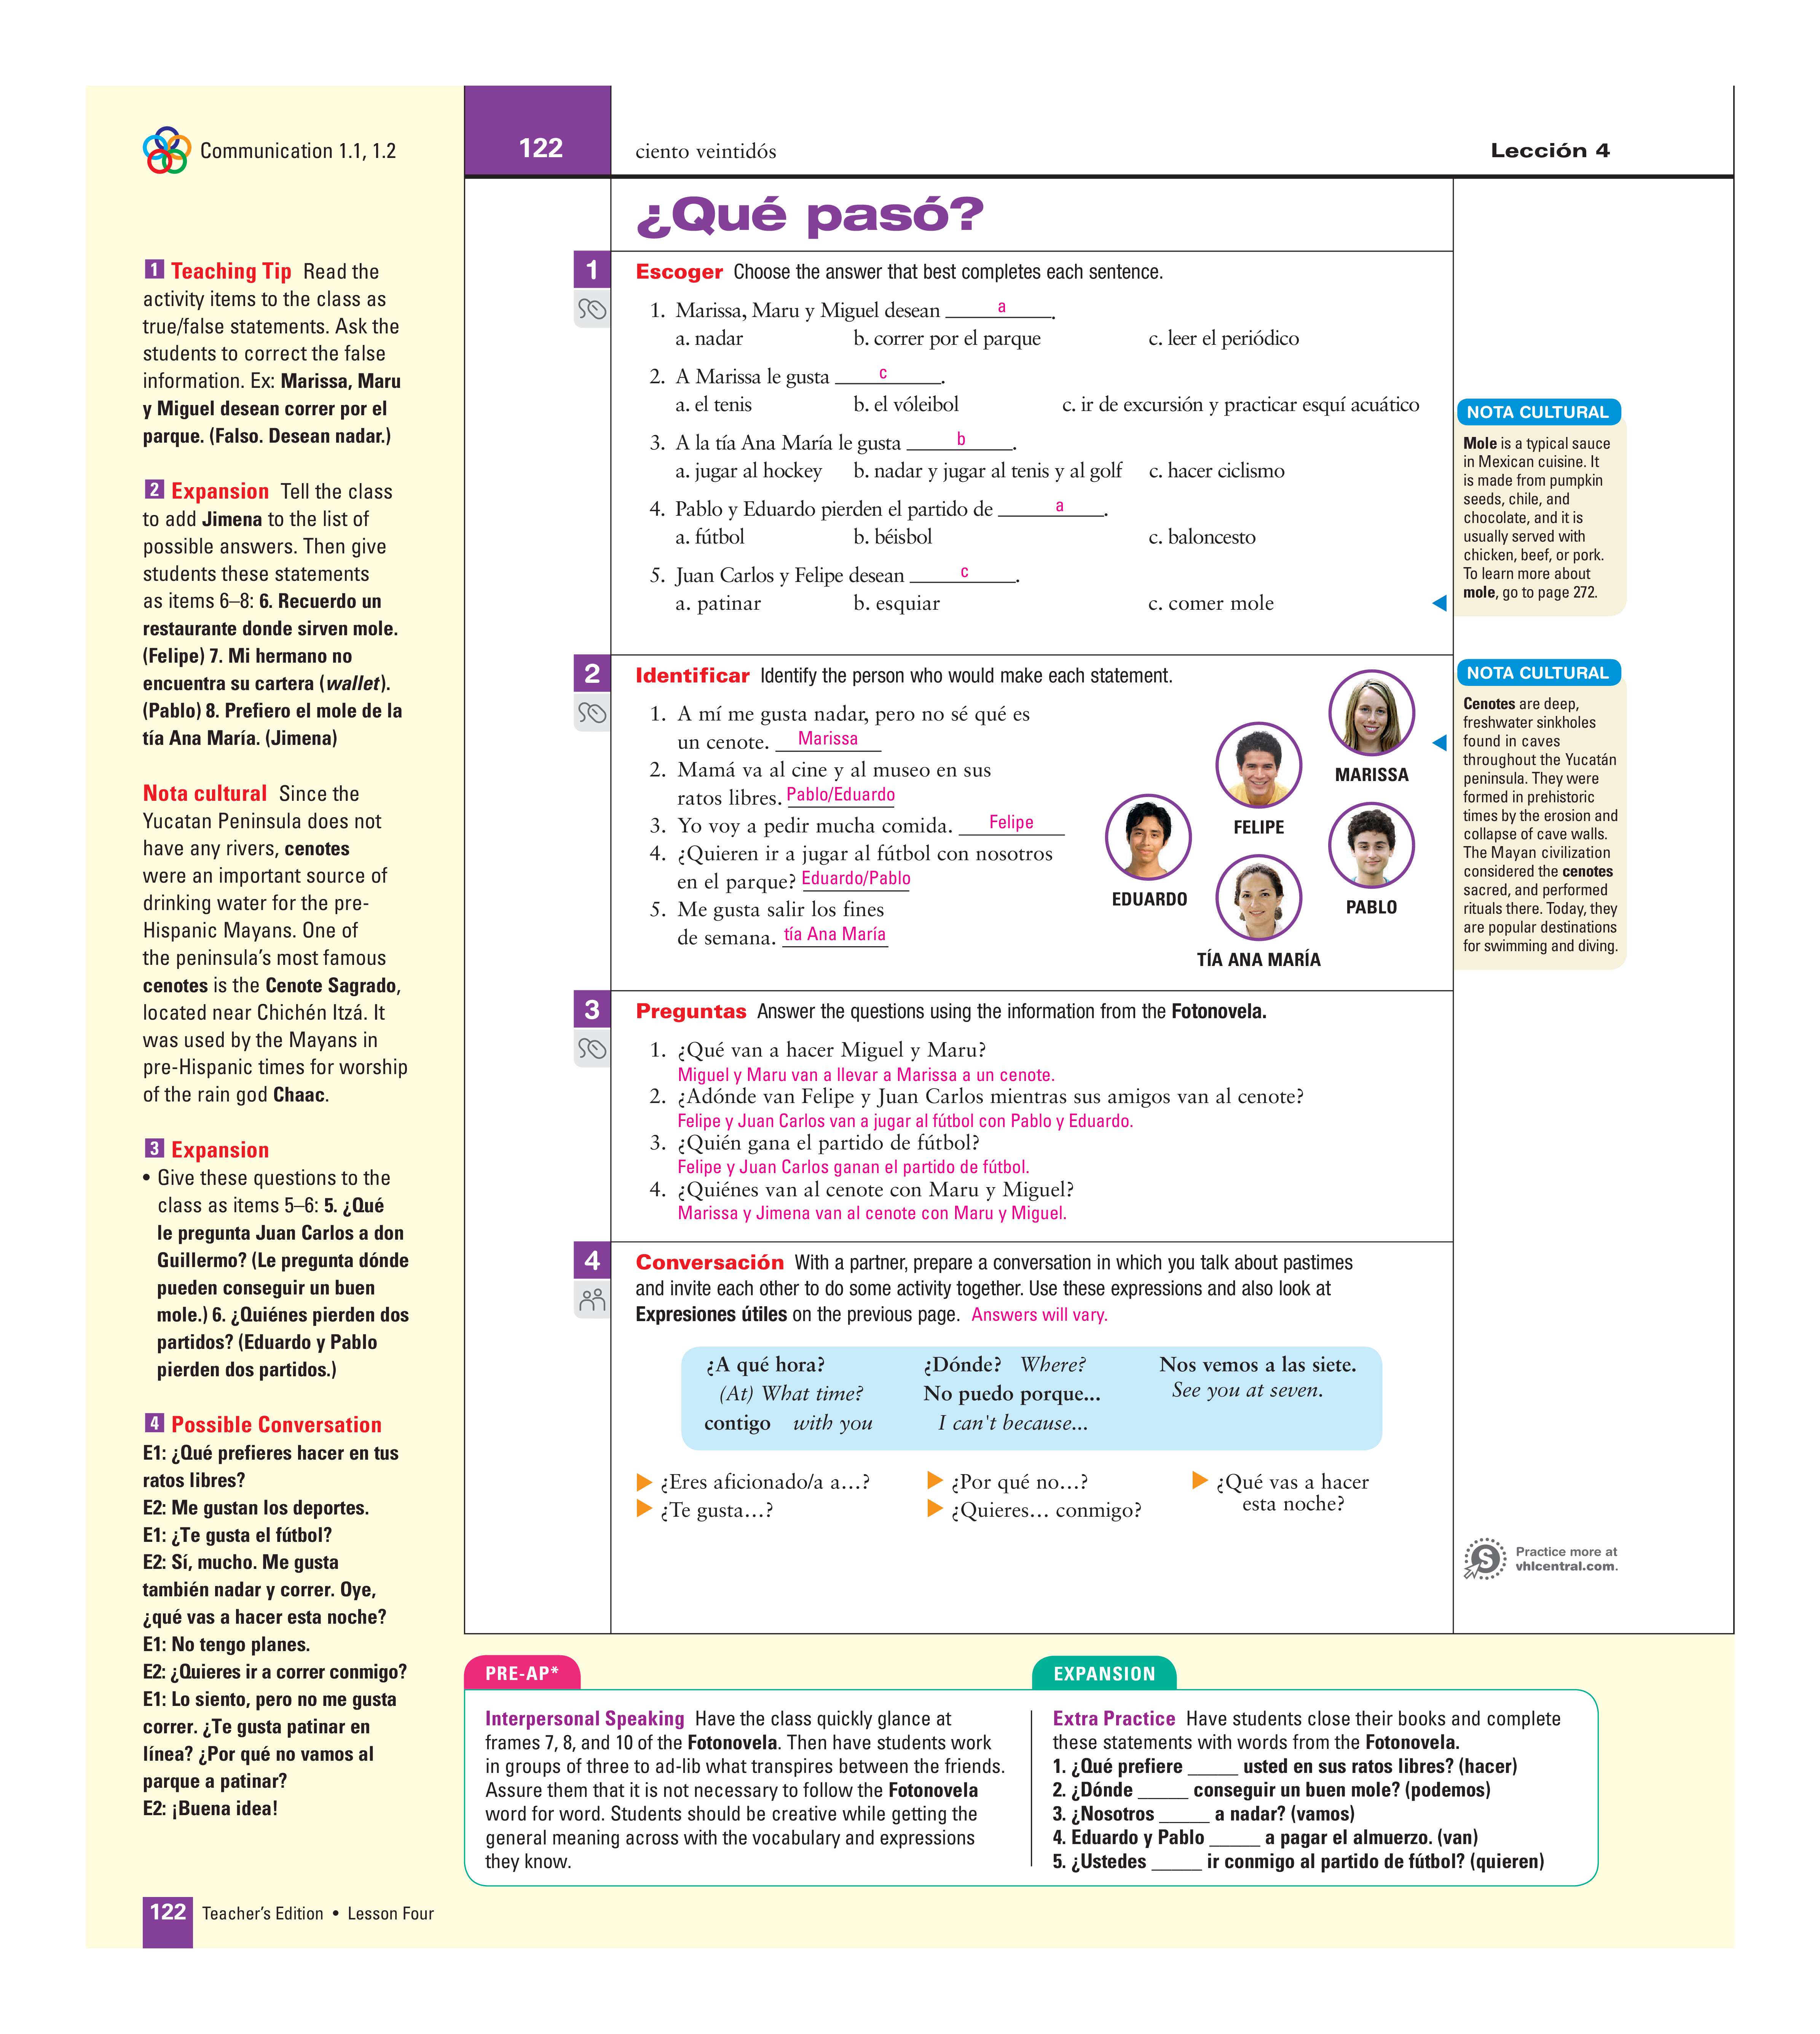 Communication 1.1, 1.2
1 Teaching Tip Read the
activity items to the class as
true/false statements. Ask the
students to correct the false
information. Ex: Marissa, Maru
y Miguel desean correr por el
parque. (Falso. Desean nadar.)
2 Expansion Tell the class
to add Jimena to the list of
possible answers. Then give
students these statements
as items 6–8: 6. Recuerdo un
restaurante donde sirven mole.
(Felipe) 7. Mi hermano no
encuentra su cartera (wallet).
(Pablo) 8. Prefiero el mole de la
tía Ana María. (Jimena)
Nota cultural Since the
Yucatan Peninsula does not
have any rivers, cenotes
were an important source of
drinking water for the pre-
Hispanic Mayans. One of
the peninsula’s most famous
cenotes is the Cenote Sagrado,
located near Chichén Itzá. It
was used by the Mayans in
pre-Hispanic times for worship
of the rain god Chaac.
3 Expansion
• Give these questions to the
class as items 5–6: 5. ¿Qué
le pregunta Juan Carlos a don
Guillermo? (Le pregunta dónde
pueden conseguir un buen
mole.) 6. ¿Quiénes pierden dos
partidos? (Eduardo y Pablo
pierden dos partidos.)
4 Possible Conversation
E1: ¿Qué prefieres hacer en tus
ratos libres?
E2: Me gustan los deportes.
E1: ¿Te gusta el fútbol?
E2: Sí, mucho. Me gusta
también nadar y correr. Oye,
¿qué vas a hacer esta noche?
E1: No tengo planes.
E2: ¿Quieres ir a correr conmigo?
E1: Lo siento, pero no me gusta
correr. ¿Te gusta patinar en
línea? ¿Por qué no vamos al
parque a patinar?
E2: ¡Buena idea!
122 ciento veintidós Lección 4
¿Qué pasó?
1 Escoger Choose the answer that best completes each sentence.
1. Marissa, Maru y Miguel desean a.
a. nadar b. correr por el parque c. leer el periódico
2. A Marissa le gusta c.
a. el tenis b. el vóleibol c. ir de excursión y practicar esquí acuático
3. A la tía Ana María le gusta b.
a. jugar al hockey b. nadar y jugar al tenis y al golf c. hacer ciclismo
4. Pablo y Eduardo pierden el partido de a.
a. fútbol b. béisbol c. baloncesto
5. Juan Carlos y Felipe desean c.
a. patinar b. esquiar c. comer mole
NOTA CULTURAL
Mole is a typical sauce
in Mexican cuisine. It
is made from pumpkin
seeds, chile, and
chocolate, and it is
usually served with
chicken, beef, or pork.
To learn more about
mole, go to page 272.
2 Identificar Identify the person who would make each statement.
1. A mí me gusta nadar, pero no sé qué es
un cenote. Marissa
2. Mamá va al cine y al museo en sus
ratos libres. Pablo/Eduardo
3. Yo voy a pedir mucha comida. Felipe
4. ¿Quieren ir a jugar al fútbol con nosotros
en el parque? Eduardo/Pablo
5. Me gusta salir los fines
de semana. tía Ana María
MARISSA
FELIPE
EDUARDO
PABLO
TÍA ANA MARÍA
NOTA CULTURAL
Cenotes are deep,
freshwater sinkholes
found in caves
throughout the Yucatán
peninsula. They were
formed in prehistoric
times by the erosion and
collapse of cave walls.
The Mayan civilization
considered the cenotes
sacred, and performed
rituals there. Today, they
are popular destinations
for swimming and diving.
3 Preguntas Answer the questions using the information from the Fotonovela.
1. ¿Qué van a hacer Miguel y Maru?
Miguel y Maru van a llevar a Marissa a un cenote.
2. ¿Adónde van Felipe y Juan Carlos mientras sus amigos van al cenote?
Felipe y Juan Carlos van a jugar al fútbol con Pablo y Eduardo.
3. ¿Quién gana el partido de fútbol?
Felipe y Juan Carlos ganan el partido de fútbol.
4. ¿Quiénes van al cenote con Maru y Miguel?
Marissa y Jimena van al cenote con Maru y Miguel.
4 Conversación With a partner, prepare a conversation in which you talk about pastimes
and invite each other to do some activity together. Use these expressions and also look at
Expresiones útiles on the previous page. Answers will vary.
¿A qué hora? ¿Dónde? Where? Nos vemos a las siete.
(At) What time? No puedo porque... See you at seven.
contigo with you I can't because...
¿Eres aficionado/a a…? ¿Por qué no…? ¿Qué vas a hacer
¿Te gusta…? ¿Quieres… conmigo? esta noche?
S Practice more at
vhlcentral.com.
PRE-AP*
Interpersonal Speaking Have the class quickly glance at
frames 7, 8, and 10 of the Fotonovela. Then have students work
in groups of three to ad-lib what transpires between the friends.
Assure them that it is not necessary to follow the Fotonovela
word for word. Students should be creative while getting the
general meaning across with the vocabulary and expressions
they know.
EXPANSION
Extra Practice Have students close their books and complete
these statements with words from the Fotonovela.
1. ¿Qué prefiere _____ usted en sus ratos libres? (hacer)
2. ¿Dónde _____ conseguir un buen mole? (podemos)
3. ¿Nosotros _____ a nadar? (vamos)
4. Eduardo y Pablo _____ a pagar el almuerzo. (van)
5. ¿Ustedes _____ ir conmigo al partido de fútbol? (quieren)
122 Teacher’s Edition • Lesson Four